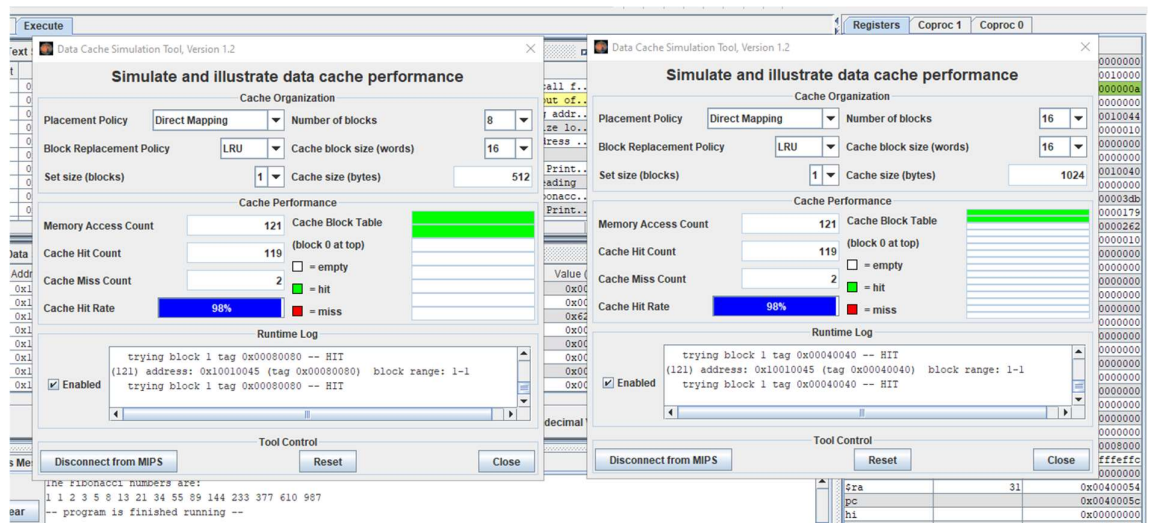 Execute
Registers Coproc 1 Coproc 0
Data Cache Simulation Tool, Version 1.2
Simulate and illustrate data cache performance
Cache Organization
Placement Policy Direct Mapping Number of blocks 8
Block Replacement Policy LRU Cache block size (words) 16
Set size (blocks) 1 Cache size (bytes) 512
Cache Performance
Memory Access Count 121 Cache Block Table
(block 0 at top)
Cache Hit Count 119
= empty
Cache Miss Count 2
= hit
Cache Hit Rate 98%
= miss
Runtime Log
Enabled
trying block 1 tag 0x00080080 -- HIT
(121) address: 0x10010045 (tag 0x00080080) block range: 1-1
trying block 1 tag 0x00080080 -- HIT
Tool Control
Disconnect from MIPS Reset Close
Data Cache Simulation Tool, Version 1.2
Simulate and illustrate data cache performance
Cache Organization
Placement Policy Direct Mapping Number of blocks 16
Block Replacement Policy LRU Cache block size (words) 16
Set size (blocks) 1 Cache size (bytes) 1024
Cache Performance
Memory Access Count 121 Cache Block Table
(block 0 at top)
Cache Hit Count 119
= empty
Cache Miss Count 2
= hit
Cache Hit Rate 98%
= miss
Runtime Log
Enabled
trying block 1 tag 0x00040040 -- HIT
(121) address: 0x10010045 (tag 0x00040040) block range: 1-1
trying block 1 tag 0x00040040 -- HIT
Tool Control
Disconnect from MIPS Reset Close
The Fibonacci numbers are:
1 1 2 3 5 8 13 21 34 55 89 144 233 377 610 987
-- program is finished running --
$ra 31 0x00400054
pc 0x0040005c
hi 0x00000000